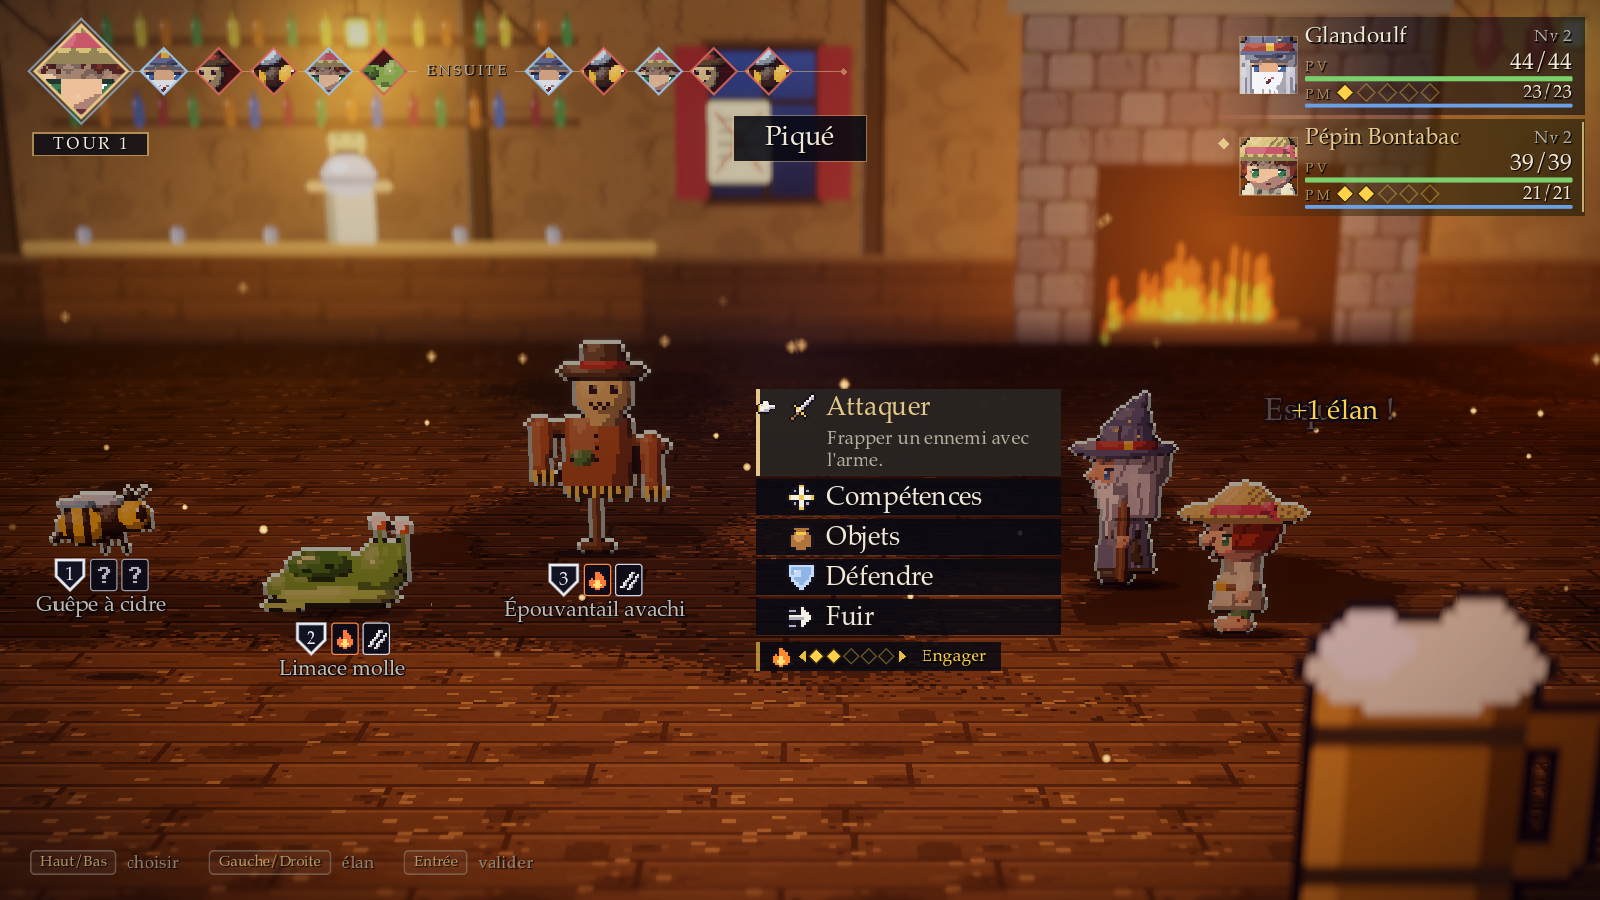 ENSUITE
TOUR 1
Piqué
Glandoulf Nv 2
PV 44/44
PM 23/23
Pépin Bontabac Nv 2
PV 39/39
PM 21/21
+1 élan !
Attaquer
Frapper un ennemi avec
l'arme.
Compétences
Objets
Défendre
Fuir
Engager
1 ? ?
Guêpe à cidre
2
Limace molle
3
Épouvantail avachi
Haut/Bas choisir Gauche/Droite élan Entrée valider